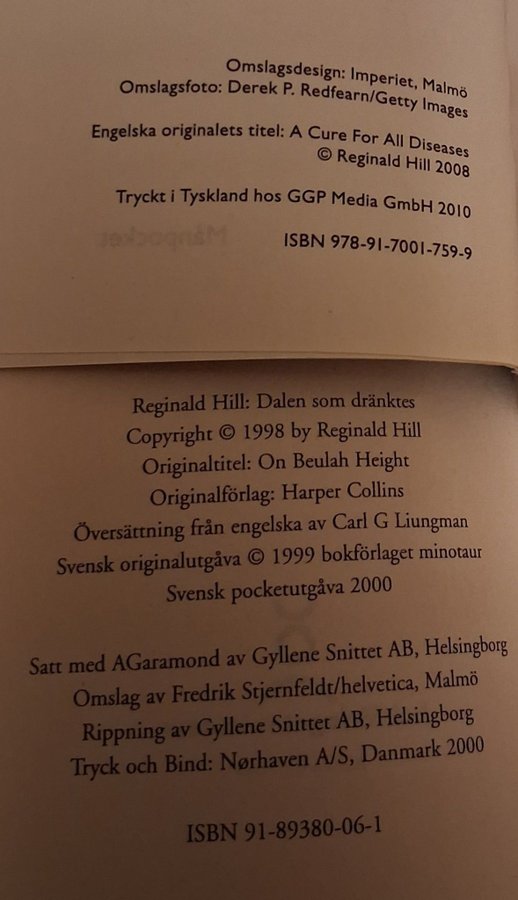 Omslagsdesign: Imperiet, Malmö
Omslagsfoto: Derek P. Redfearn/Getty Images
Engelska originalets titel: A Cure For All Diseases
© Reginald Hill 2008
Tryckt i Tyskland hos GGP Media GmbH 2010
Månpocket
ISBN 978-91-7001-759-9
Reginald Hill: Dalen som dränktes
Copyright © 1998 by Reginald Hill
Originaltitel: On Beulah Height
Originalförlag: Harper Collins
Översättning från engelska av Carl G Liungman
Svensk originalutgåva © 1999 bokförlaget minotaur
Svensk pocketutgåva 2000
Satt med AGaramond av Gyllene Snittet AB, Helsingborg
Omslag av Fredrik Stjernfeldt/helvetica, Malmö
Rippning av Gyllene Snittet AB, Helsingborg
Tryck och Bind: Nørhaven A/S, Danmark 2000
ISBN 91-89380-06-1